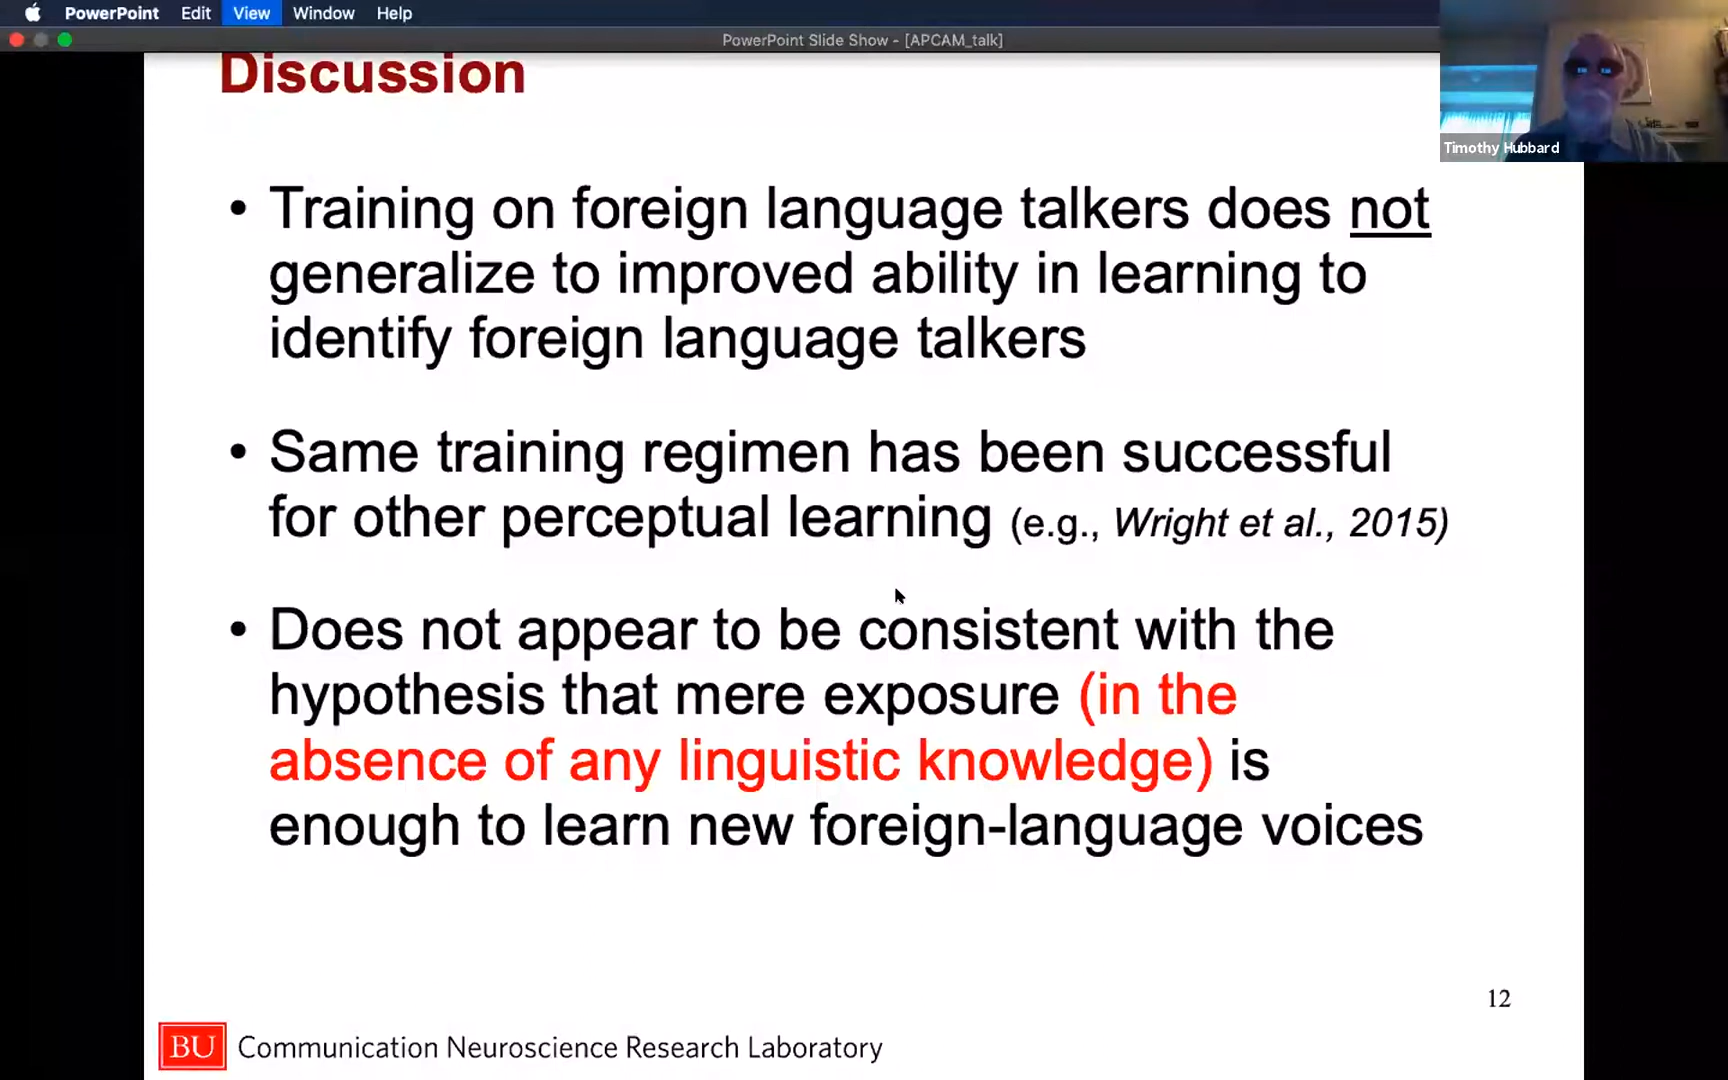 PowerPoint Edit View Window Help
PowerPoint Slide Show - [APCAM_talk]
Timothy Hubbard
Discussion
• Training on foreign language talkers does not
generalize to improved ability in learning to
identify foreign language talkers
• Same training regimen has been successful
for other perceptual learning (e.g., Wright et al., 2015)
• Does not appear to be consistent with the
hypothesis that mere exposure (in the
absence of any linguistic knowledge) is
enough to learn new foreign-language voices
12
BU Communication Neuroscience Research Laboratory